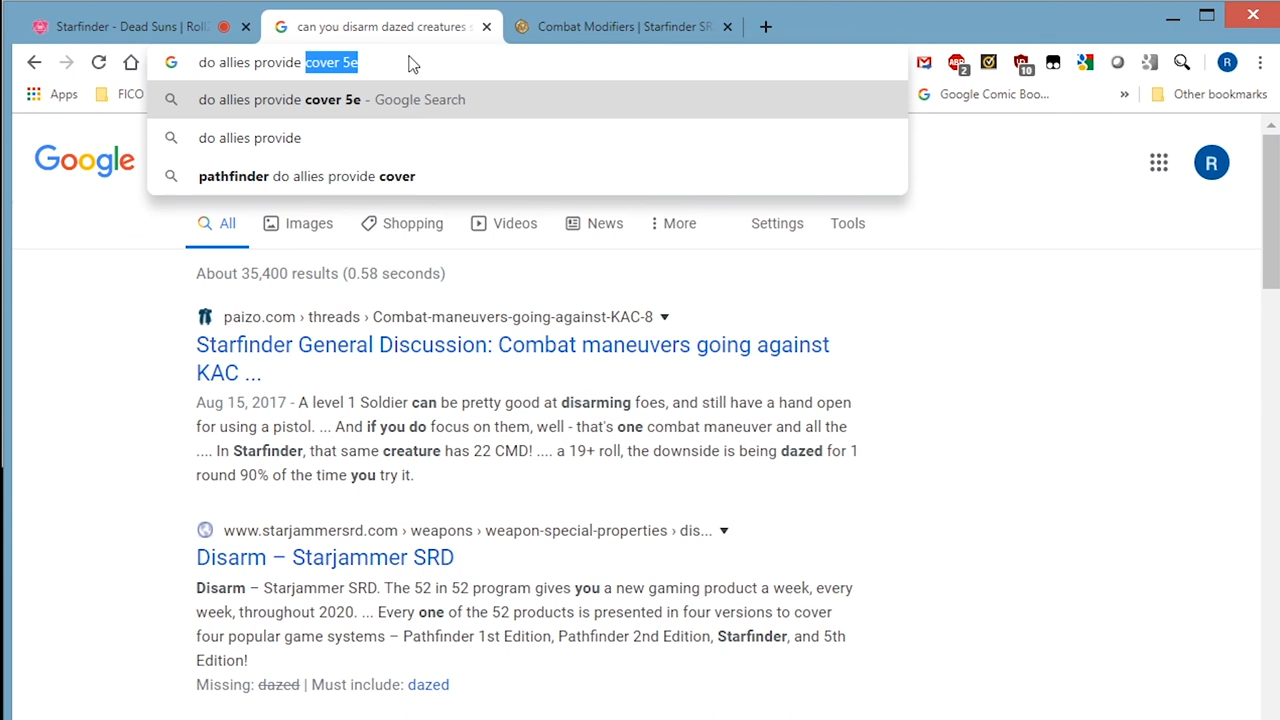 Starfinder - Dead Suns | Roll
can you disarm dazed creatures s
Combat Modifiers | Starfinder SR
do allies provide cover 5e
2
10
R
Apps
FICO
Google Comic Boo...
»
Other bookmarks
do allies provide cover 5e - Google Search
do allies provide
pathfinder do allies provide cover
Google
R
All
Images
Shopping
Videos
News
More
Settings
Tools
About 35,400 results (0.58 seconds)
paizo.com › threads › Combat-maneuvers-going-against-KAC-8
Starfinder General Discussion: Combat maneuvers going against
KAC ...
Aug 15, 2017 - A level 1 Soldier can be pretty good at disarming foes, and still have a hand open
for using a pistol. ... And if you do focus on them, well - that's one combat maneuver and all the
.... In Starfinder, that same creature has 22 CMD! .... a 19+ roll, the downside is being dazed for 1
round 90% of the time you try it.
www.starjammersrd.com › weapons › weapon-special-properties › dis...
Disarm – Starjammer SRD
Disarm – Starjammer SRD. The 52 in 52 program gives you a new gaming product a week, every
week, throughout 2020. ... Every one of the 52 products is presented in four versions to cover
four popular game systems – Pathfinder 1st Edition, Pathfinder 2nd Edition, Starfinder, and 5th
Edition!
Missing: dazed | Must include: dazed